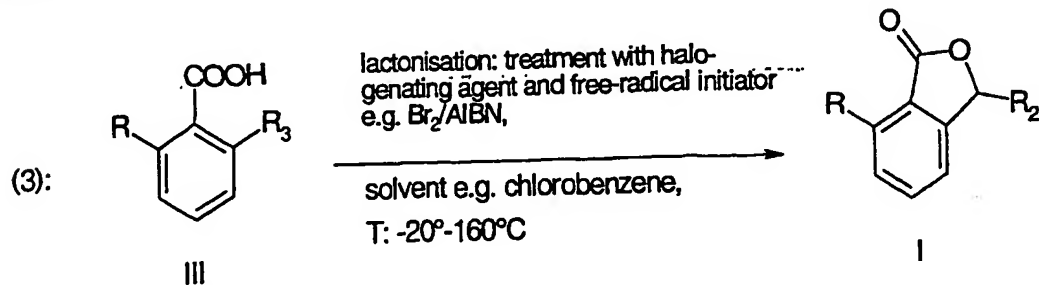 COOH
R
R3
(3):
III
lactonisation: treatment with halo-
genating agent and free-radical initiator
e.g. Br2/AIBN,
solvent e.g. chlorobenzene,
T: -20°-160°C
O
O
R
R2
I